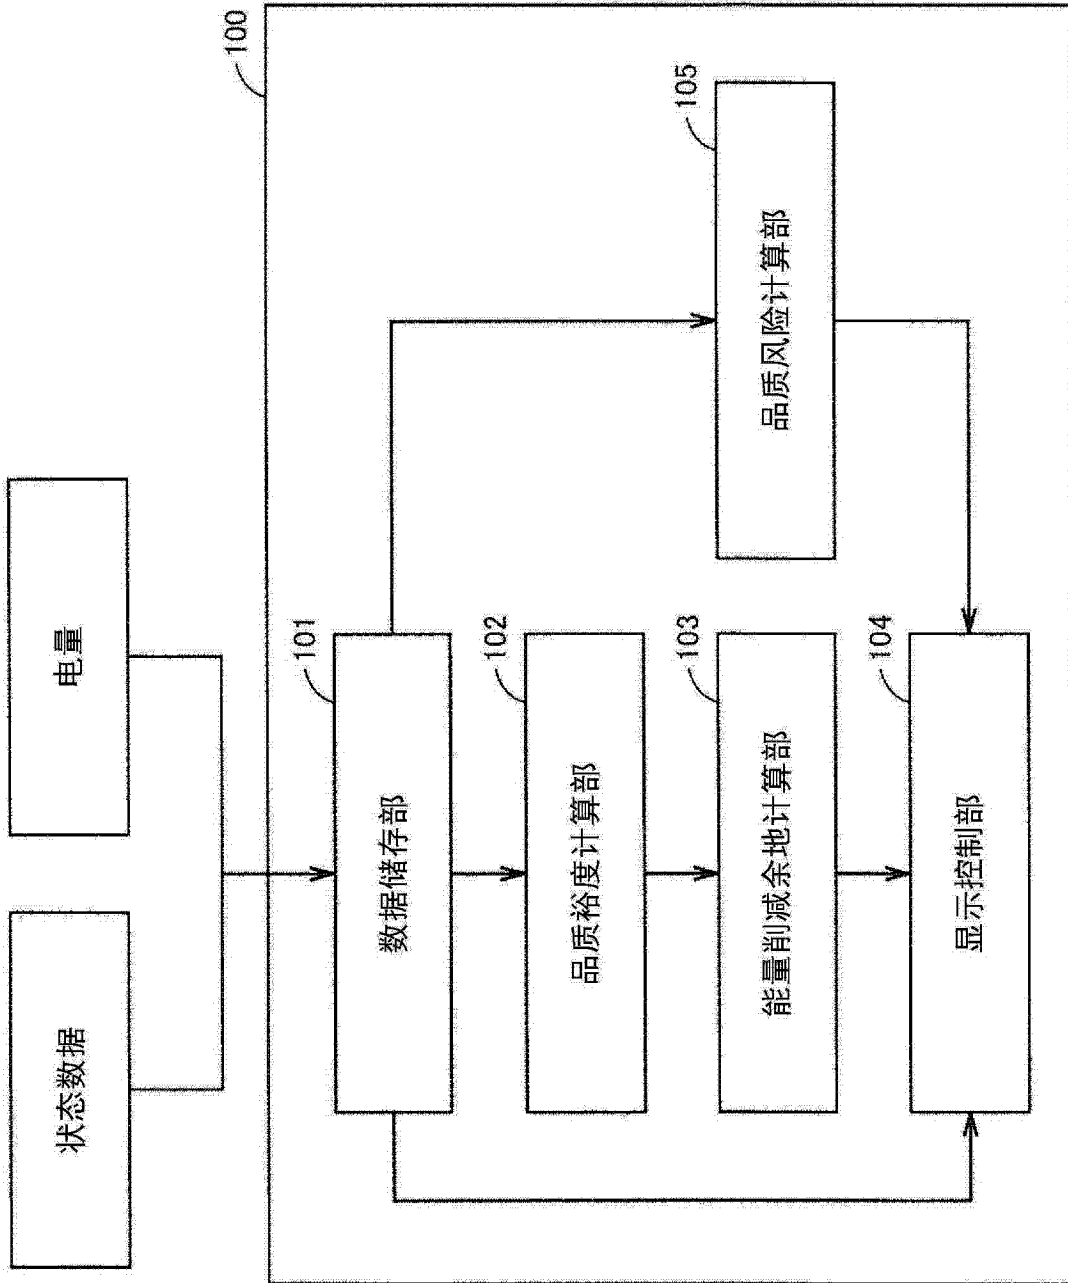 状态数据
电量
100
101
数据储存部
102
品质裕度计算部
103
能量削减余地计算部
104
显示控制部
105
品质风险计算部